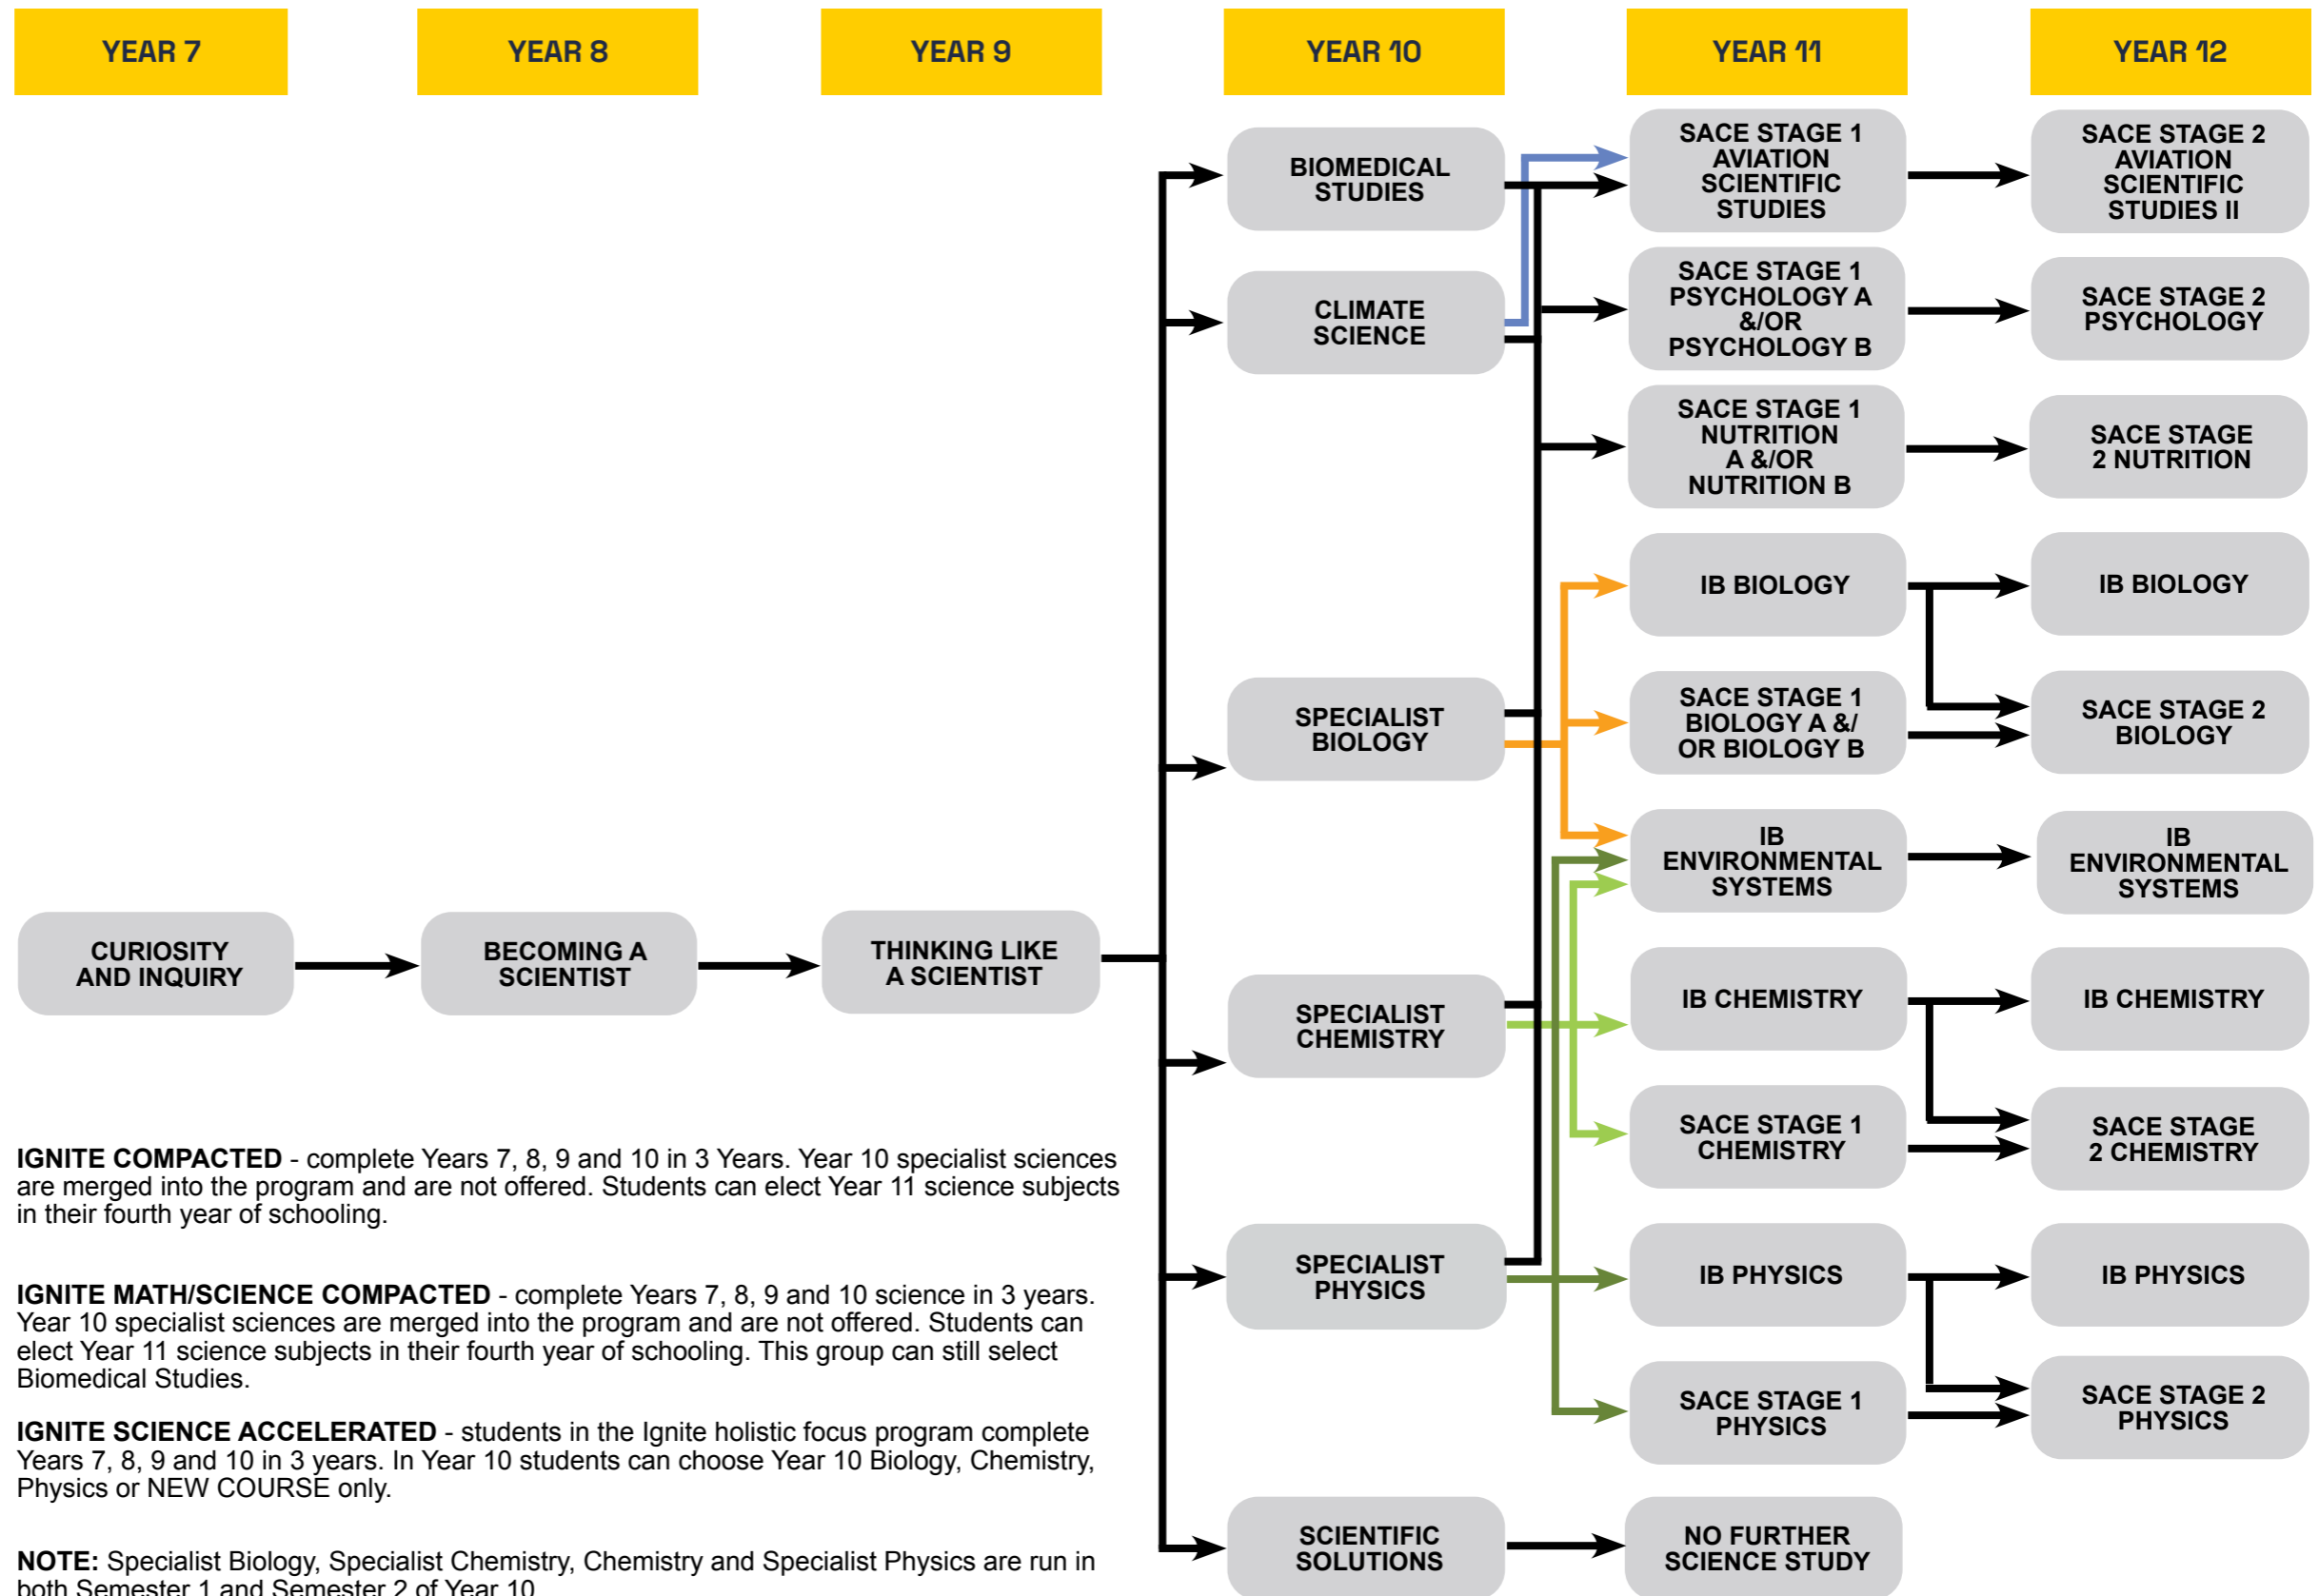 YEAR 7
YEAR 8
YEAR 9
YEAR 10
YEAR 11
YEAR 12
BIOMEDICAL
STUDIES
SACE STAGE 1
AVIATION
SCIENTIFIC
STUDIES
SACE STAGE 2
AVIATION
SCIENTIFIC
STUDIES II
CLIMATE
SCIENCE
SACE STAGE 1
PSYCHOLOGY A
&/OR
PSYCHOLOGY B
SACE STAGE 2
PSYCHOLOGY
SACE STAGE 1
NUTRITION
A &/OR
NUTRITION B
SACE STAGE
2 NUTRITION
IB BIOLOGY
IB BIOLOGY
SPECIALIST
BIOLOGY
SACE STAGE 1
BIOLOGY A &/
OR BIOLOGY B
SACE STAGE 2
BIOLOGY
IB
ENVIRONMENTAL
SYSTEMS
IB
ENVIRONMENTAL
SYSTEMS
CURIOSITY
AND INQUIRY
BECOMING A
SCIENTIST
THINKING LIKE
A SCIENTIST
SPECIALIST
CHEMISTRY
IB CHEMISTRY
IB CHEMISTRY
SACE STAGE 1
CHEMISTRY
SACE STAGE
2 CHEMISTRY
SPECIALIST
PHYSICS
IB PHYSICS
IB PHYSICS
SACE STAGE 1
PHYSICS
SACE STAGE 2
PHYSICS
SCIENTIFIC
SOLUTIONS
NO FURTHER
SCIENCE STUDY
IGNITE COMPACTED - complete Years 7, 8, 9 and 10 in 3 Years. Year 10 specialist sciences
are merged into the program and are not offered. Students can elect Year 11 science subjects
in their fourth year of schooling.
IGNITE MATH/SCIENCE COMPACTED - complete Years 7, 8, 9 and 10 science in 3 years.
Year 10 specialist sciences are merged into the program and are not offered. Students can
elect Year 11 science subjects in their fourth year of schooling. This group can still select
Biomedical Studies.
IGNITE SCIENCE ACCELERATED - students in the Ignite holistic focus program complete
Years 7, 8, 9 and 10 in 3 years. In Year 10 students can choose Year 10 Biology, Chemistry,
Physics or NEW COURSE only.
NOTE: Specialist Biology, Specialist Chemistry, Chemistry and Specialist Physics are run in
both Semester 1 and Semester 2 of Year 10